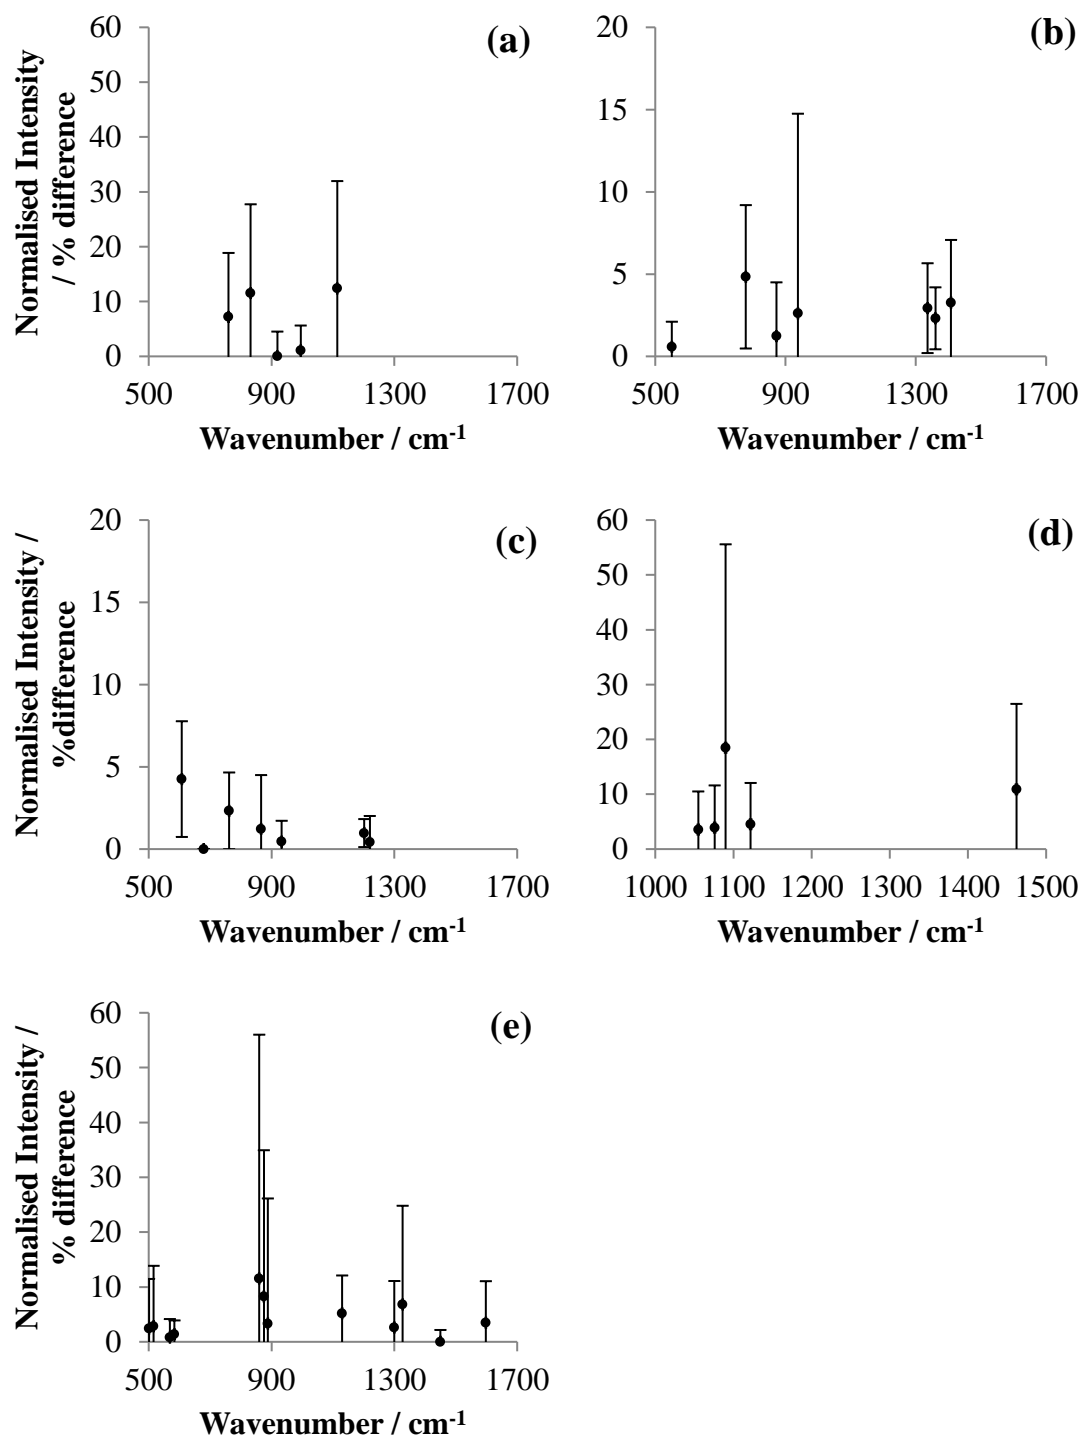 (a)
60
50
40
30
20
10
0
500 900 1300 1700
Normalised Intensity
/ % difference
Wavenumber / cm-1
(b)
20
15
10
5
0
500 900 1300 1700
Wavenumber / cm-1
(c)
20
15
10
5
0
500 900 1300 1700
Normalised Intensity /
%difference
Wavenumber / cm-1
(d)
60
50
40
30
20
10
0
1000 1100 1200 1300 1400 1500
Wavenumber / cm-1
(e)
60
50
40
30
20
10
0
500 900 1300 1700
Normalised Intensity /
% difference
Wavenumber / cm-1